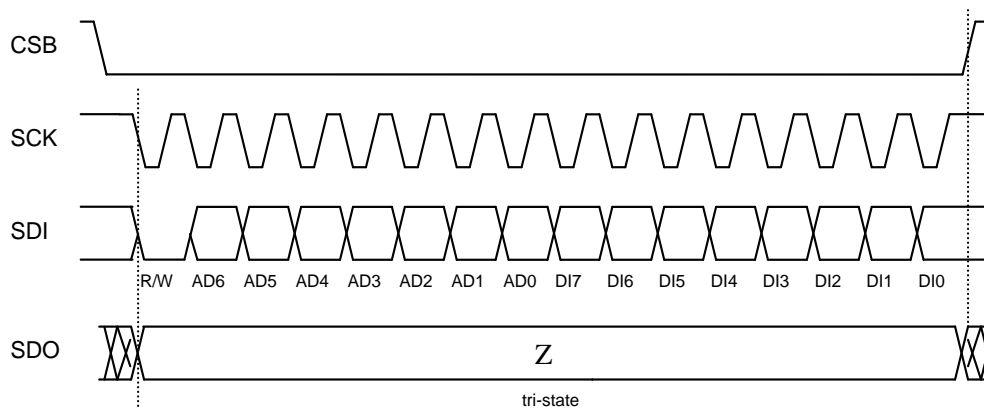 CSB
SCK
SDI
R/W AD6 AD5 AD4 AD3 AD2 AD1 AD0 DI7 DI6 DI5 DI4 DI3 DI2 DI1 DI0
SDO
Z
tri-state